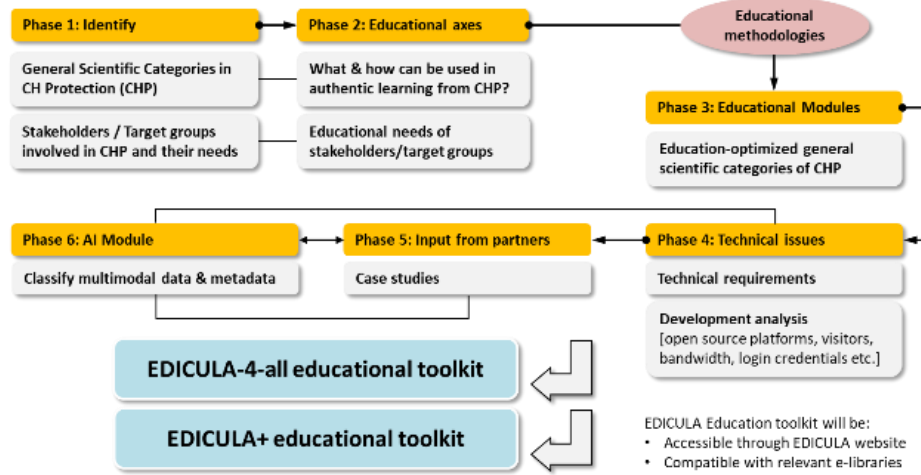 Phase 1: Identify
Phase 2: Educational axes
Educational
methodologies
General Scientific Categories in
CH Protection (CHP)
What & how can be used in
authentic learning from CHP?
Stakeholders / Target groups
involved in CHP and their needs
Educational needs of
stakeholders/target groups
Phase 3: Educational Modules
Education-optimized general
scientific categories of CHP
Phase 6: AI Module
Phase 5: Input from partners
Phase 4: Technical issues
Classify multimodal data & metadata
Case studies
Technical requirements
Development analysis
[open source platforms, visitors,
bandwidth, login credentials etc.]
EDICULA-4-all educational toolkit
EDICULA+ educational toolkit
EDICULA Education toolkit will be:
• Accessible through EDICULA website
• Compatible with relevant e-libraries